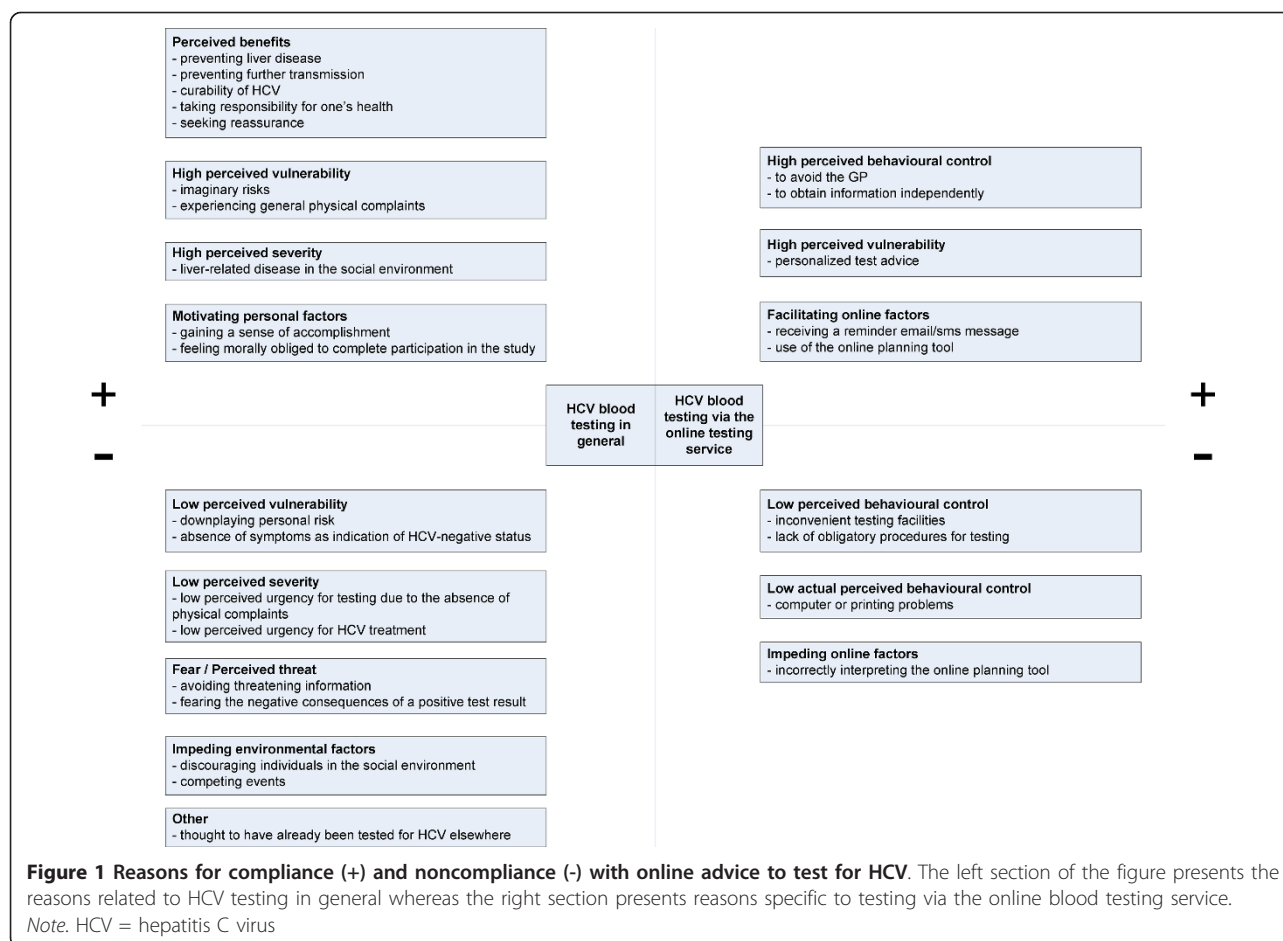 Perceived benefits
- preventing liver disease
- preventing further transmission
- curability of HCV
- taking responsibility for one's health
- seeking reassurance
High perceived vulnerability
- imaginary risks
- experiencing general physical complaints
High perceived severity
- liver-related disease in the social environment
Motivating personal factors
- gaining a sense of accomplishment
- feeling morally obliged to complete participation in the study
High perceived behavioural control
- to avoid the GP
- to obtain information independently
High perceived vulnerability
- personalized test advice
Facilitating online factors
- receiving a reminder email/sms message
- use of the online planning tool
+
+
HCV blood
testing in
general
HCV blood
testing via the
online testing
service
-
-
Low perceived vulnerability
- downplaying personal risk
- absence of symptoms as indication of HCV-negative status
Low perceived severity
- low perceived urgency for testing due to the absence of
physical complaints
- low perceived urgency for HCV treatment
Fear / Perceived threat
- avoiding threatening information
- fearing the negative consequences of a positive test result
Impeding environmental factors
- discouraging individuals in the social environment
- competing events
Other
- thought to have already been tested for HCV elsewhere
Low perceived behavioural control
- inconvenient testing facilities
- lack of obligatory procedures for testing
Low actual perceived behavioural control
- computer or printing problems
Impeding online factors
- incorrectly interpreting the online planning tool
Figure 1 Reasons for compliance (+) and noncompliance (-) with online advice to test for HCV. The left section of the figure presents the
reasons related to HCV testing in general whereas the right section presents reasons specific to testing via the online blood testing service.
Note. HCV = hepatitis C virus